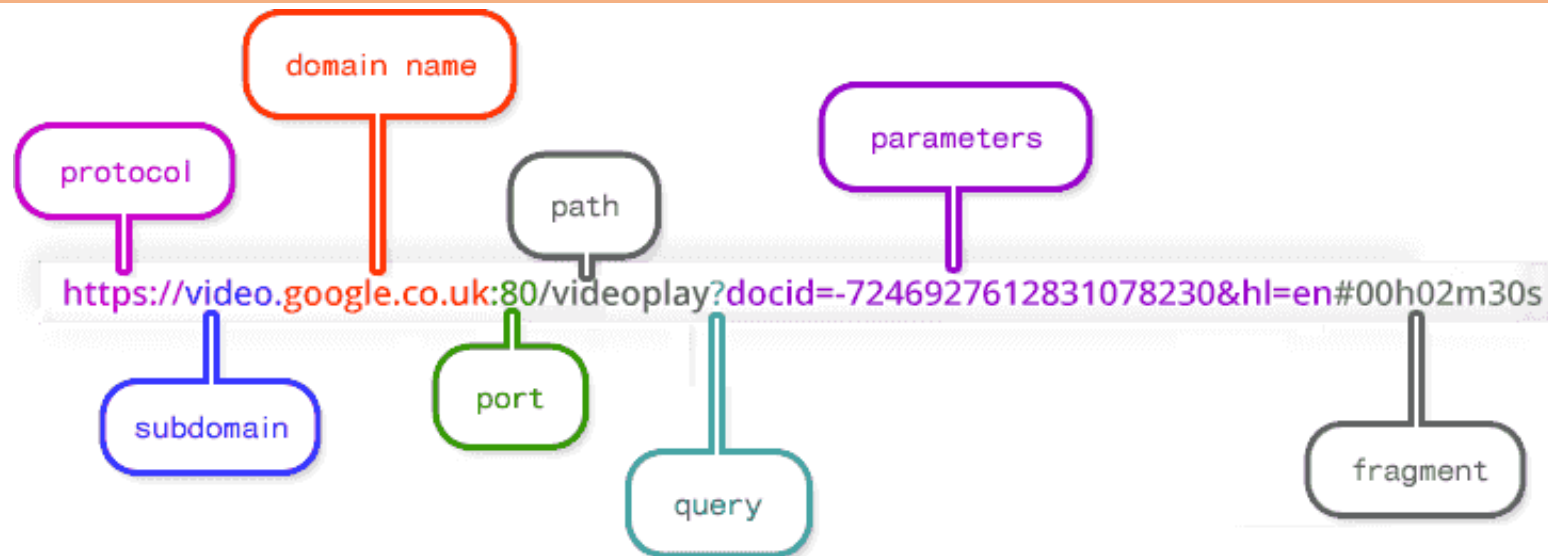 domain name
parameters
protocol
path
https://video.google.co.uk:80/videoplay?docid=-7246927612831078230&hl=en#00h02m30s
port
subdomain
fragment
query